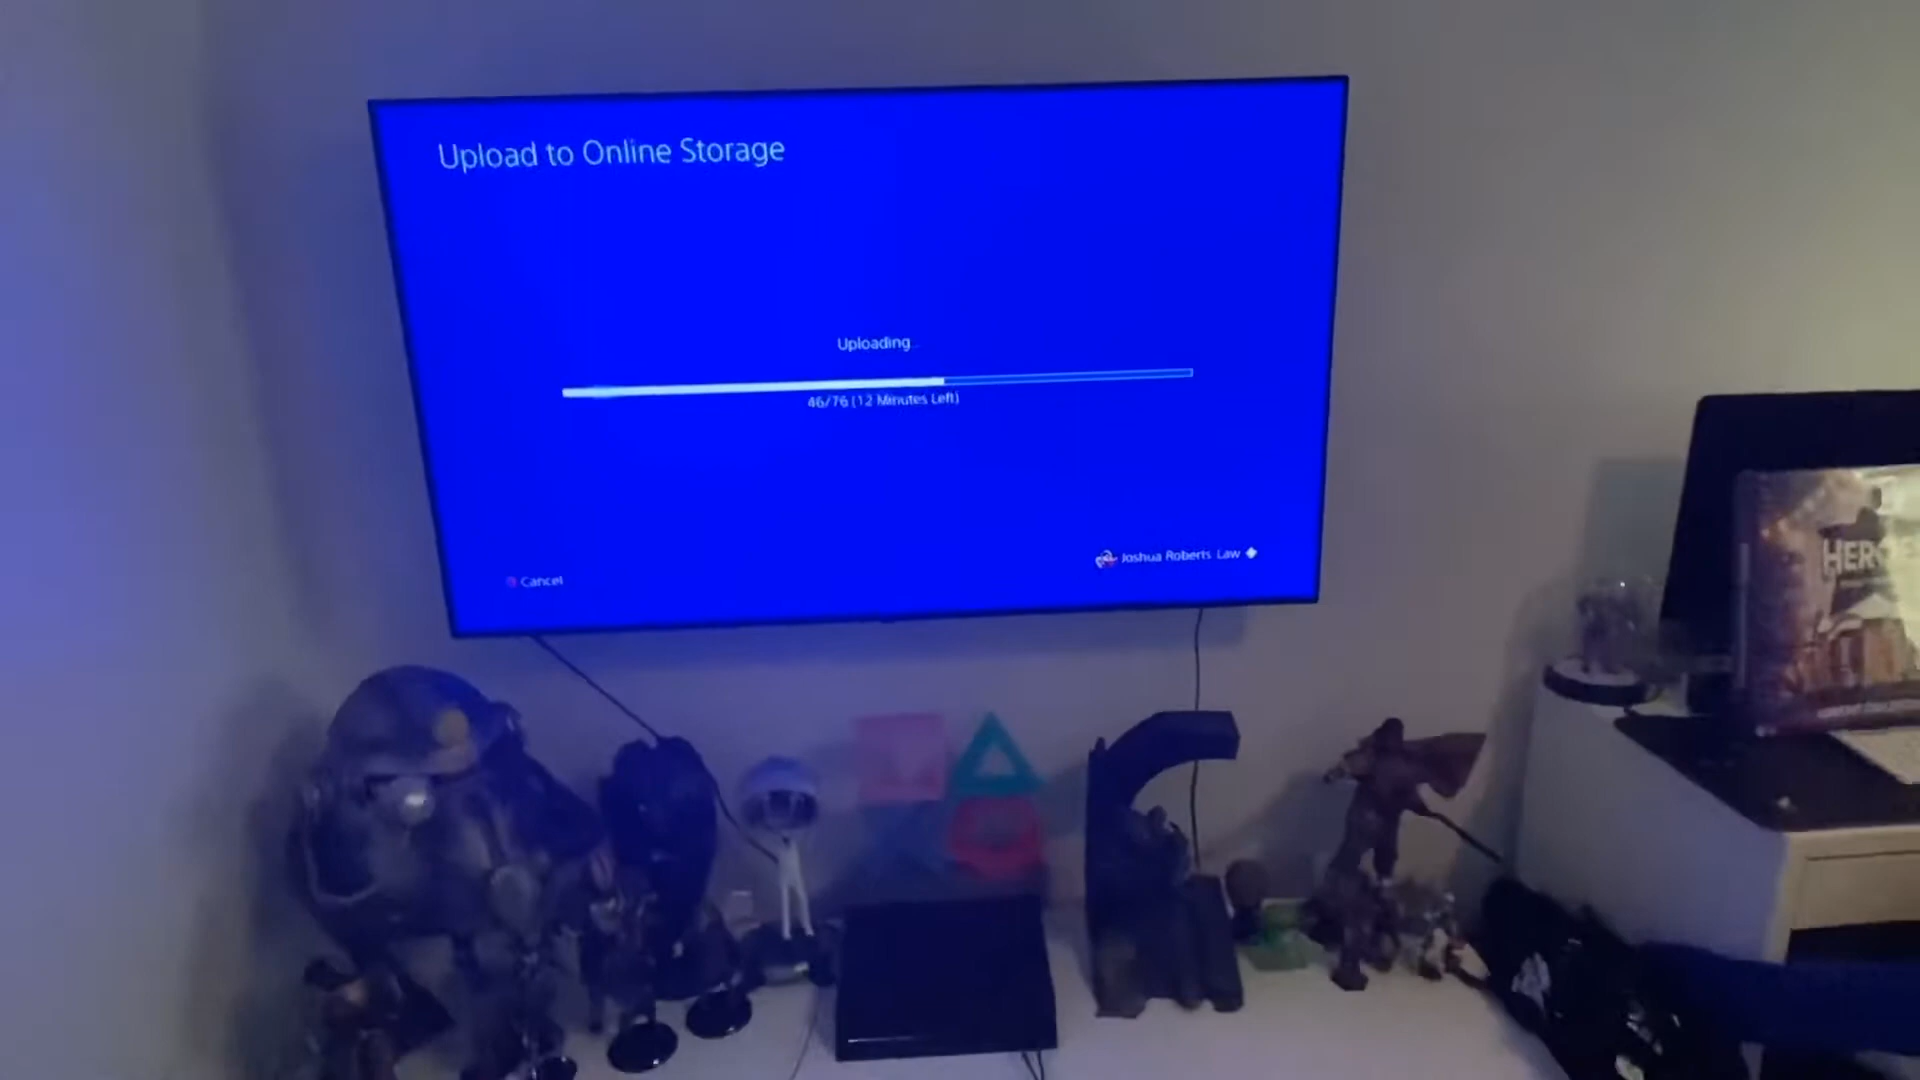 Upload to Online Storage
Uploading..
46/76 (12 Minutes Left)
Joshua Roberts Law
Cancel